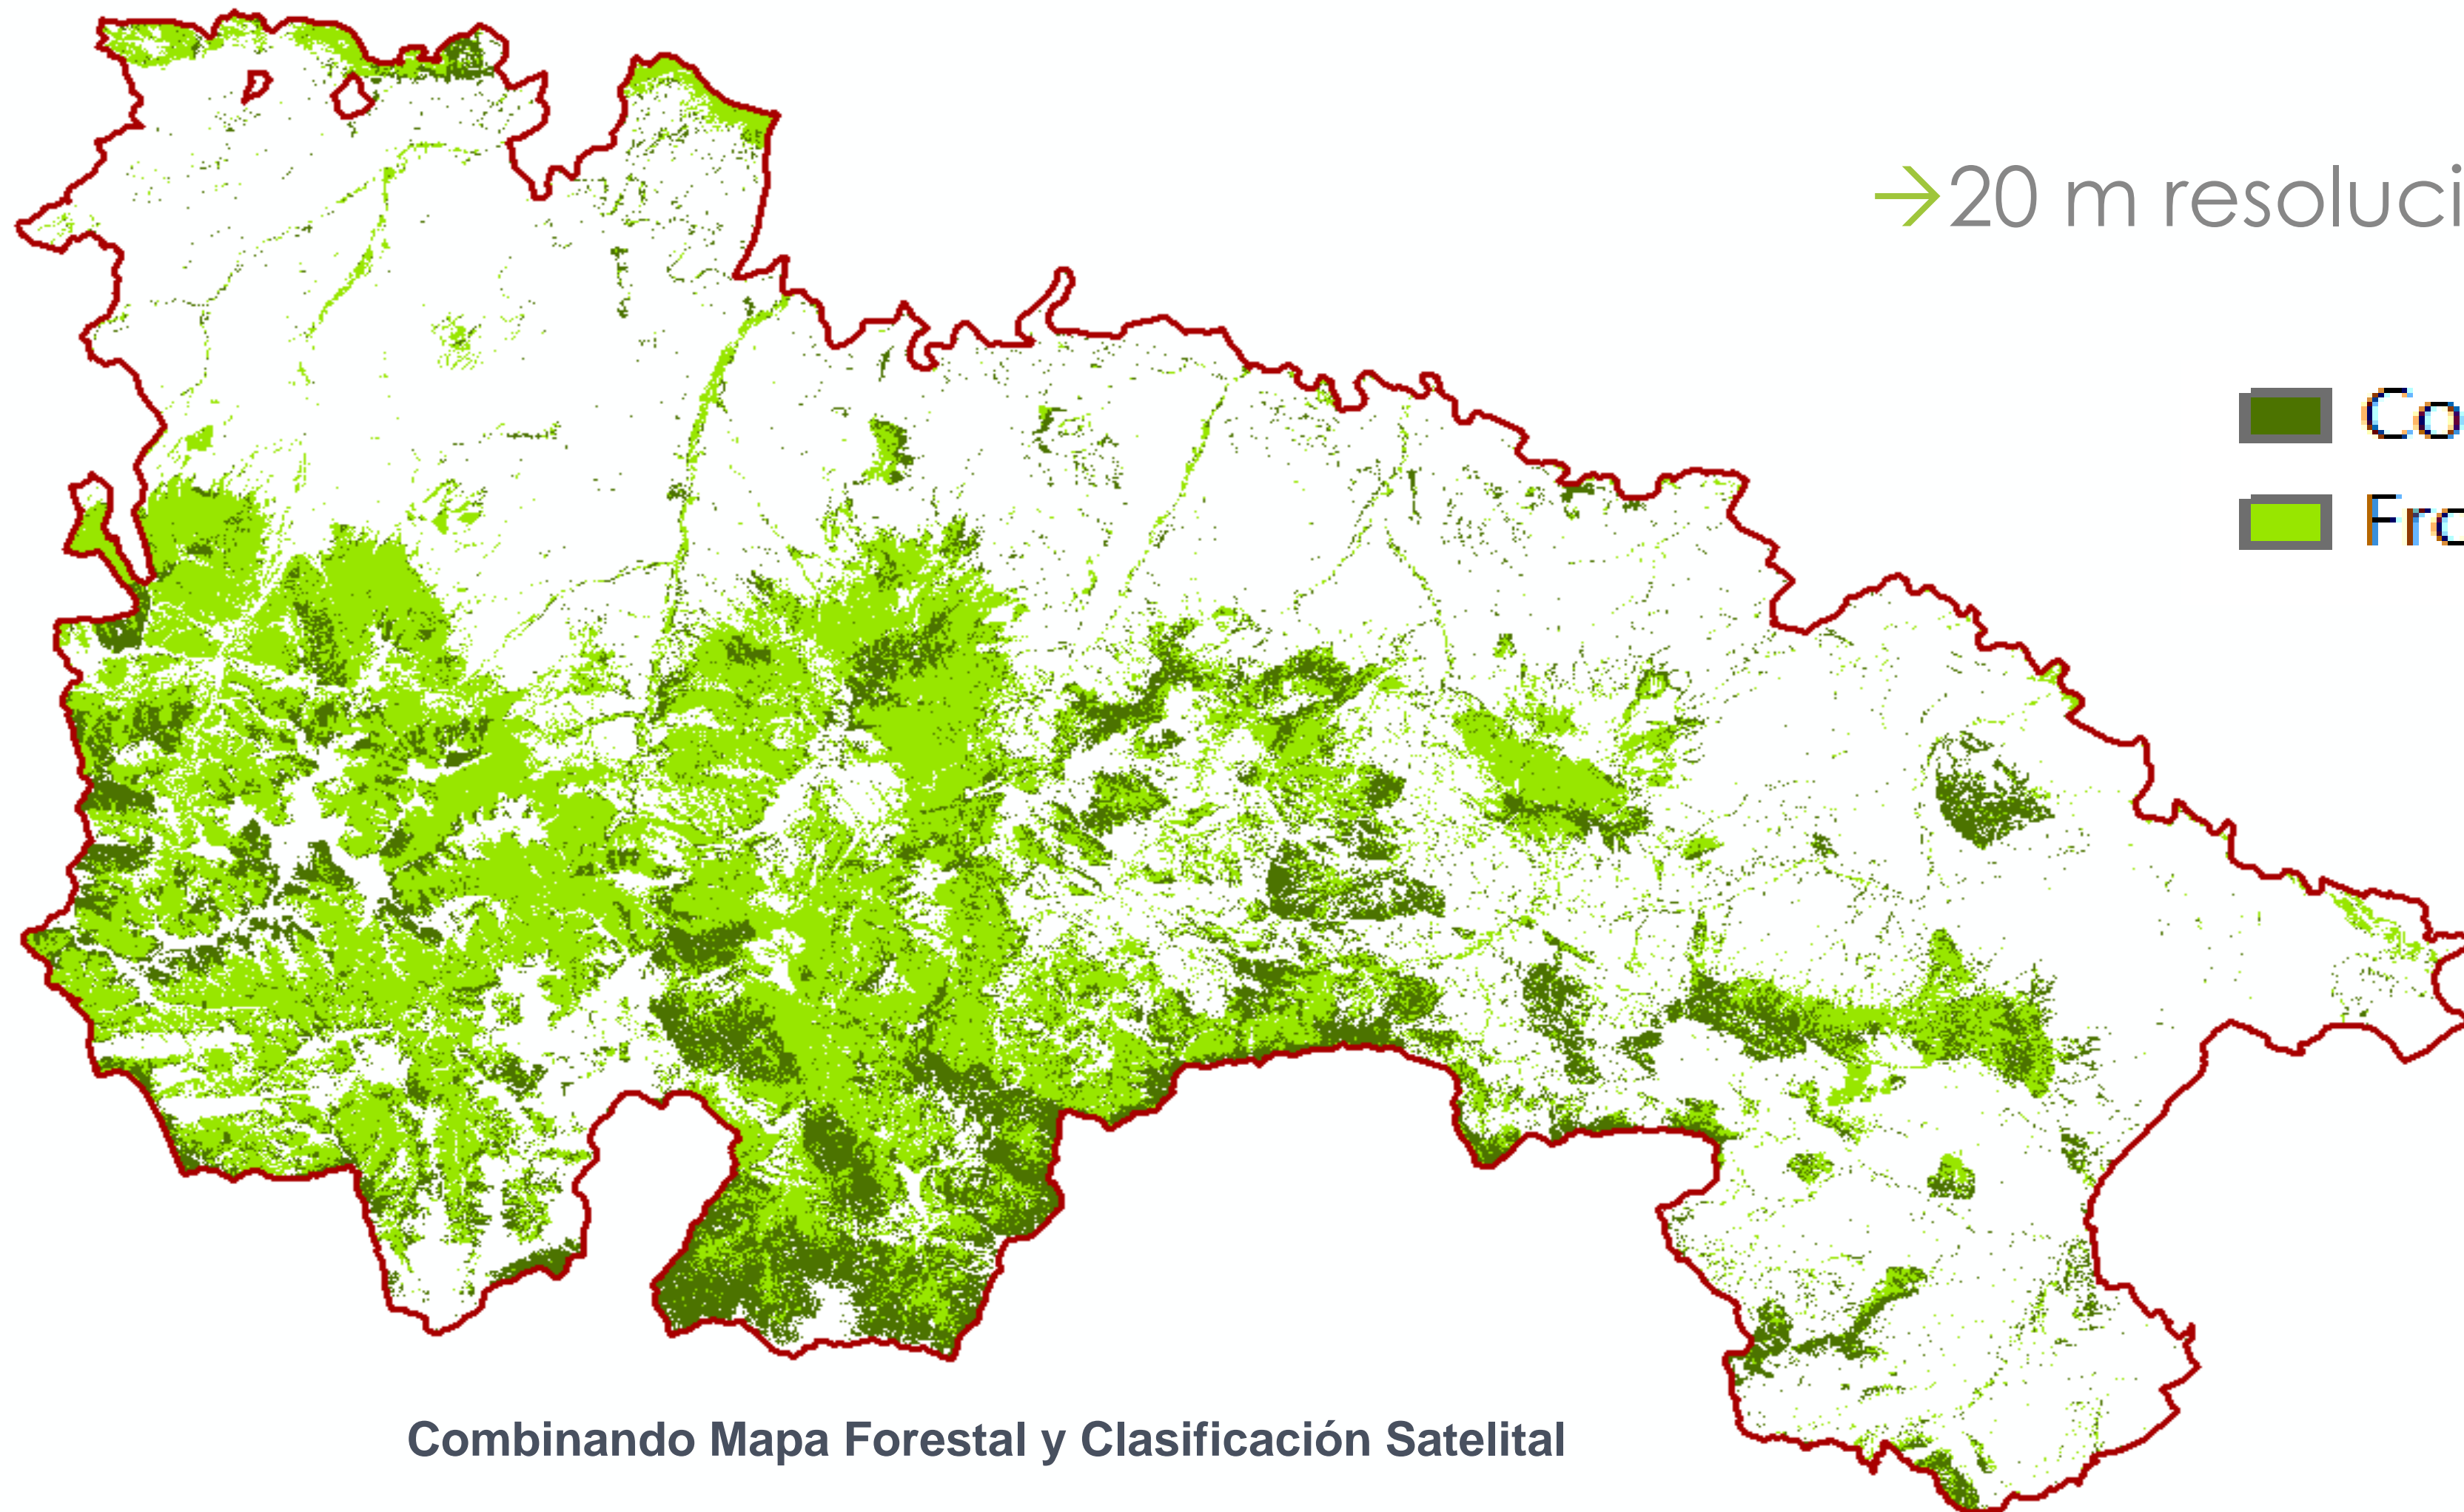 →20 m resoluci
Co
Fro
Combinando Mapa Forestal y Clasificación Satelital